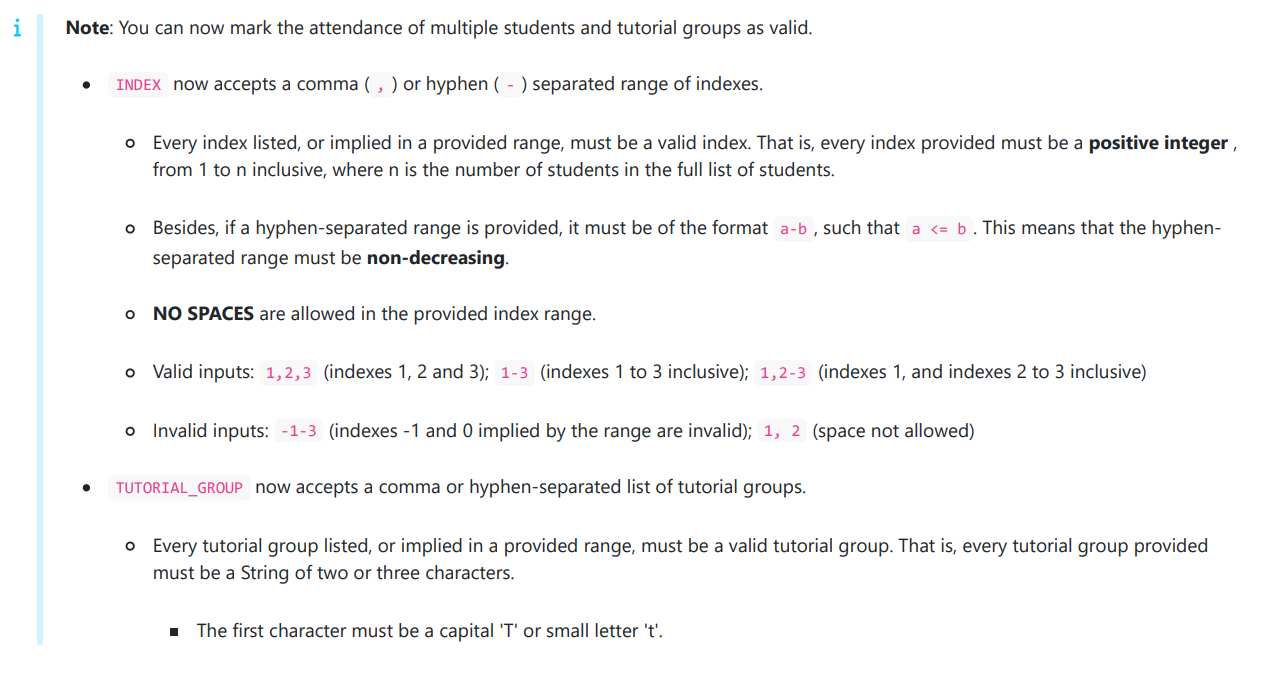 Note: You can now mark the attendance of multiple students and tutorial groups as valid.
INDEX now accepts a comma ( , ) or hyphen ( - ) separated range of indexes.
Every index listed, or implied in a provided range, must be a valid index. That is, every index provided must be a positive integer ,
from 1 to n inclusive, where n is the number of students in the full list of students.
Besides, if a hyphen-separated range is provided, it must be of the format a-b , such that a <= b . This means that the hyphen-
separated range must be non-decreasing.
NO SPACES are allowed in the provided index range.
Valid inputs: 1,2,3 (indexes 1, 2 and 3); 1-3 (indexes 1 to 3 inclusive); 1,2-3 (indexes 1, and indexes 2 to 3 inclusive)
Invalid inputs: -1-3 (indexes -1 and 0 implied by the range are invalid); 1, 2 (space not allowed)
TUTORIAL_GROUP now accepts a comma or hyphen-separated list of tutorial groups.
Every tutorial group listed, or implied in a provided range, must be a valid tutorial group. That is, every tutorial group provided
must be a String of two or three characters.
The first character must be a capital 'T' or small letter 't'.